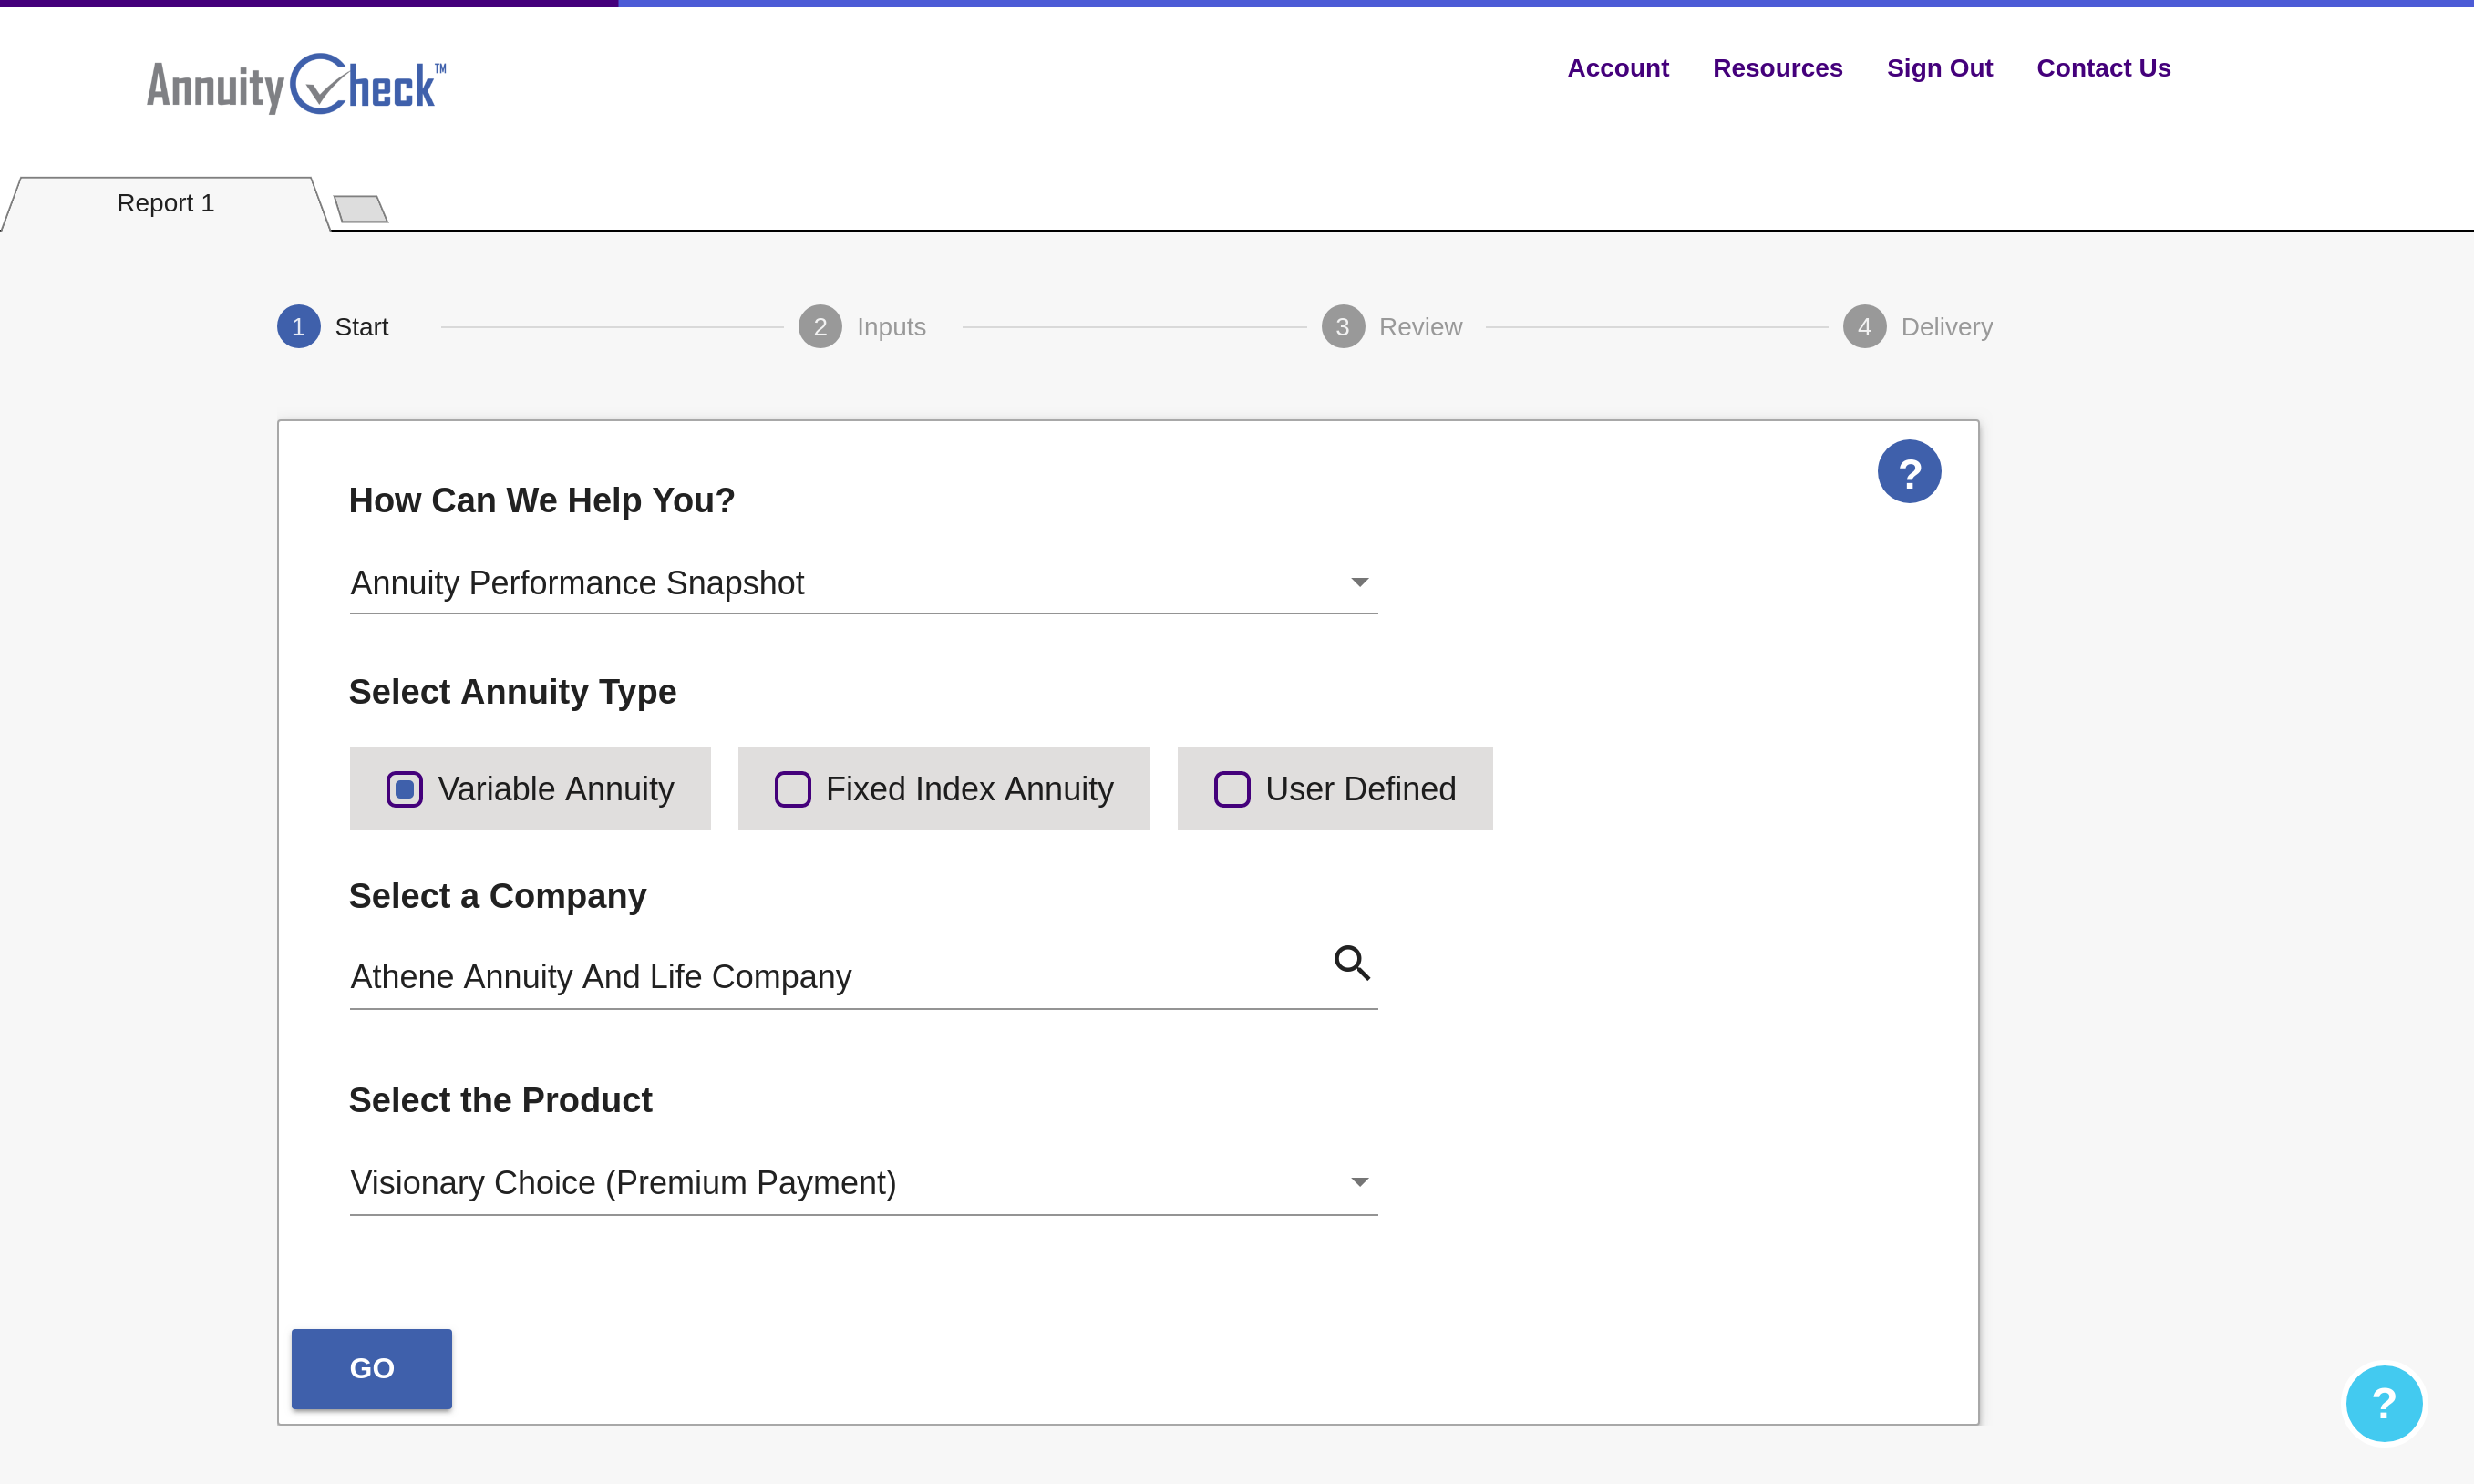 Annuity Check™
Account Resources Sign Out Contact Us
Report 1
1 Start 2 Inputs 3 Review 4 Delivery
?
How Can We Help You?
Annuity Performance Snapshot
Select Annuity Type
Variable Annuity Fixed Index Annuity User Defined
Select a Company
Athene Annuity And Life Company
Select the Product
Visionary Choice (Premium Payment)
GO
?